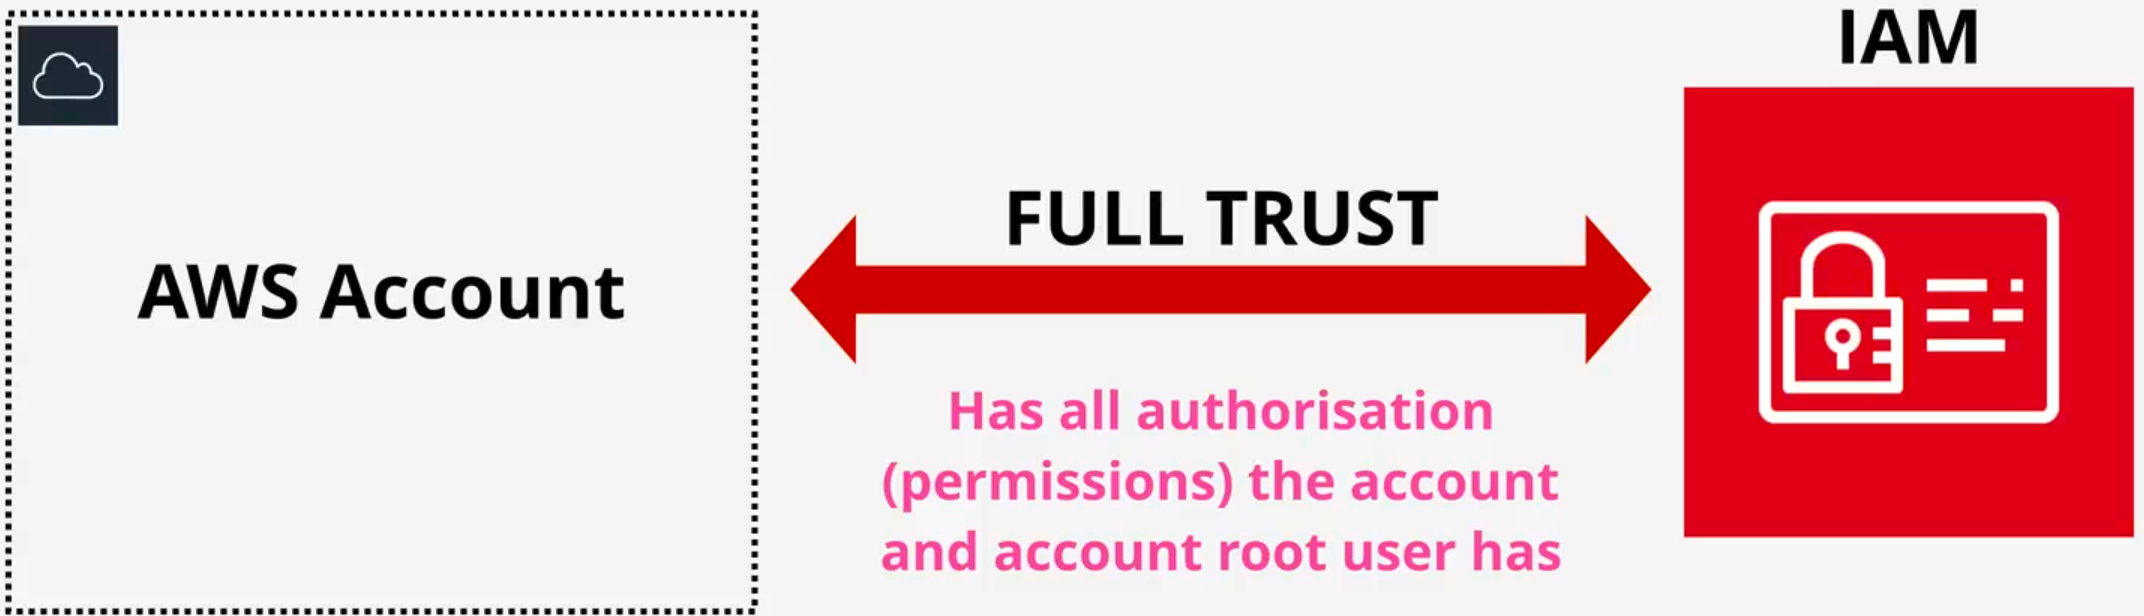 IAM
FULL TRUST
AWS Account
Has all authorisation
(permissions) the account
and account root user has